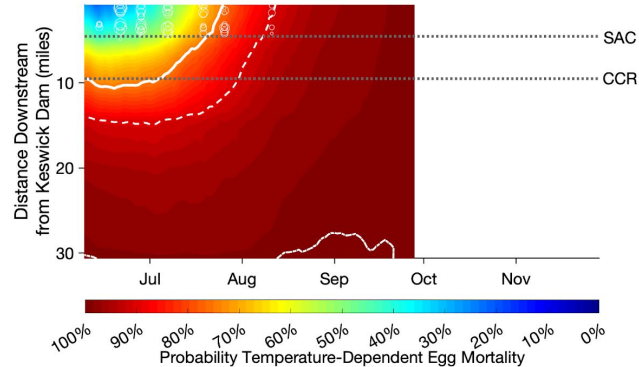 SAC
CCR
Distance Downstream
from Keswick Dam (miles)
10
20
30
Jul Aug Sep Oct Nov
100% 90% 80% 70% 60% 50% 40% 30% 20% 10% 0%
Probability Temperature-Dependent Egg Mortality